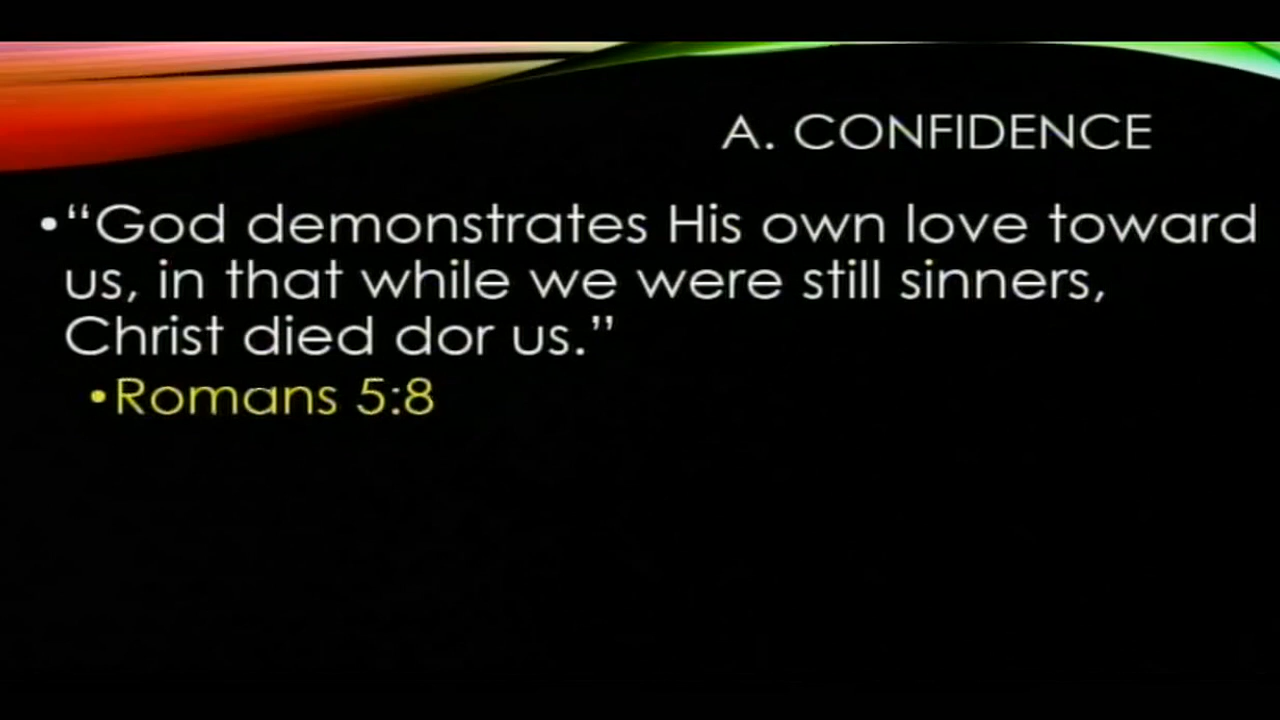 A. CONFIDENCE
•“God demonstrates His own love toward
us, in that while we were still sinners,
Christ died dor us.”
•Romans 5:8